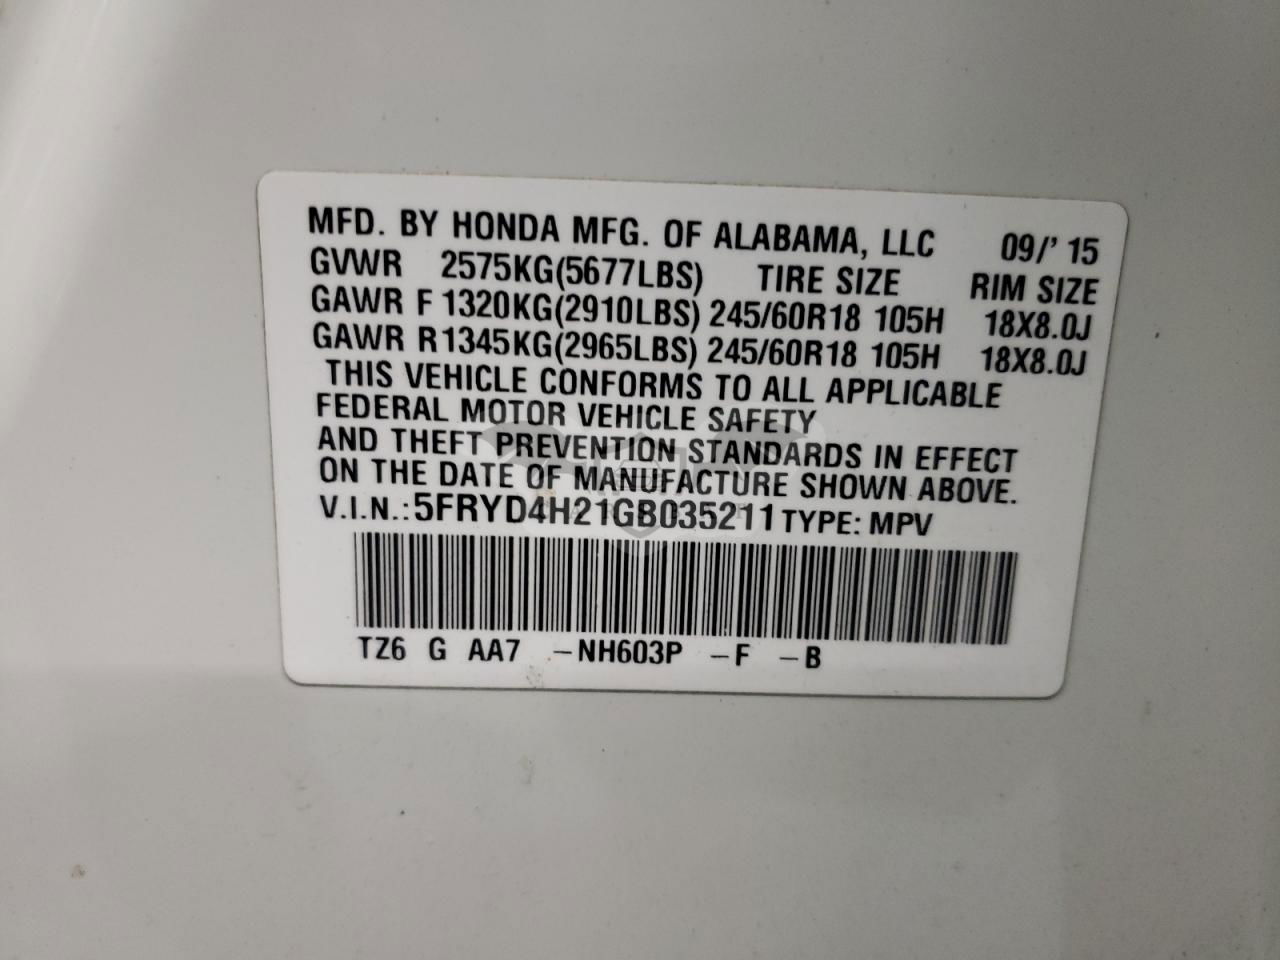 MFD. BY HONDA MFG. OF ALABAMA, LLC 09/' 15
GVWR 2575KG(5677LBS) TIRE SIZE RIM SIZE
GAWR F 1320KG(2910LBS) 245/60R18 105H 18X8.0J
GAWR R1345KG(2965LBS) 245/60R18 105H 18X8.0J
THIS VEHICLE CONFORMS TO ALL APPLICABLE
FEDERAL MOTOR VEHICLE SAFETY
AND THEFT PREVENTION STANDARDS IN EFFECT
ON THE DATE OF MANUFACTURE SHOWN ABOVE.
V.I.N.:5FRYD4H21GB035211 TYPE: MPV
TZ6 G AA7 -NH603P -F -B